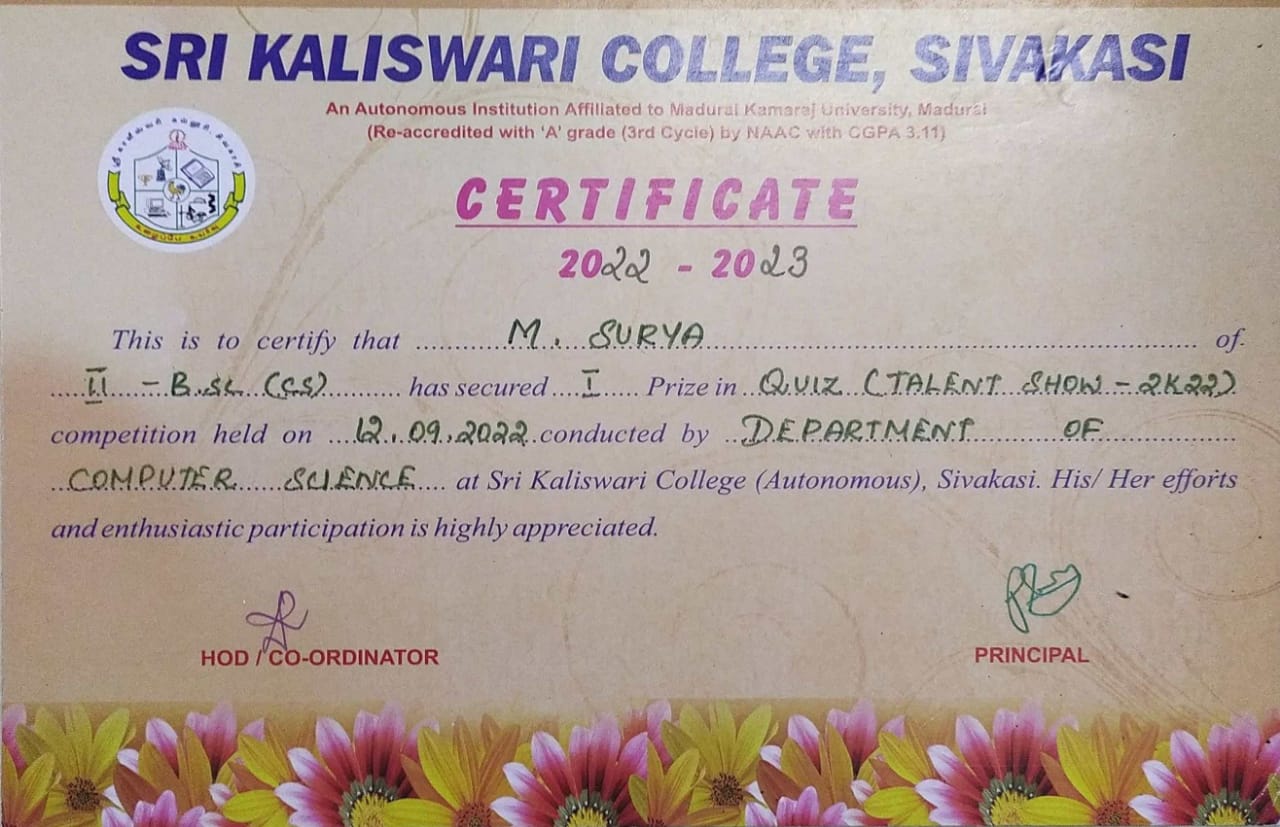 SRI KALISWARI COLLEGE, SIVAKASI
An Autonomous Institution Affiliated to Madurai Kamaraj University, Madurai
(Re-accredited with 'A' grade (3rd Cycle) by NAAC with CGPA 3.11)
CERTIFICATE
2022 - 2023
This is to certify that M. SURYA of
II - B.Sc (CS) has secured I Prize in QUIZ (TALENT SHOW - 2K22)
competition held on 12.09.2022 conducted by DEPARTMENT OF
COMPUTER SCIENCE at Sri Kaliswari College (Autonomous), Sivakasi. His/ Her efforts
and enthusiastic participation is highly appreciated.
HOD / CO-ORDINATOR
PRINCIPAL